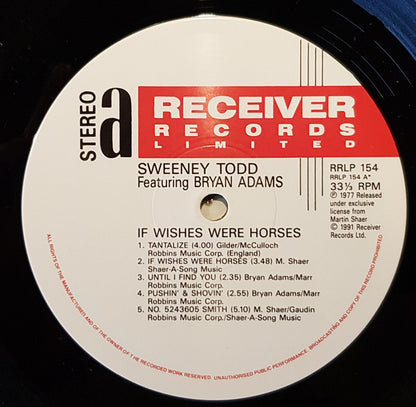 STEREO a
RECEIVER
RECORDS
LIMITED
SWEENEY TODD
Featuring BRYAN ADAMS
RRLP 154
RRLP 154 A*
33⅓ RPM
℗ 1977 Released
under exclusive
license from
Martin Shaer
© 1991 Receiver
Records Ltd.
IF WISHES WERE HORSES
1. TANTALIZE (4.00) Gilder/McCulloch
Robbins Music Corp. (England)
2. IF WISHES WERE HORSES (3.48) M. Shaer
Shaer-A-Song Music
3. UNTIL I FIND YOU (2.35) Bryan Adams/Marr
Robbins Music Corp.
4. PUSHIN' & SHOVIN' (2.55) Bryan Adams/Marr
Robbins Music Corp.
5. NO. 5243605 SMITH (5.10) M. Shaer/Gaudin
Robbins Music Corp./Shaer-A-Song Music
ALL RIGHTS OF THE MANUFACTURER AND OF THE OWNER OF THE RECORDED WORK RESERVED. UNAUTHORISED PUBLIC PERFORMANCE, BROADCASTING AND COPYING OF THIS RECORD PROHIBITED